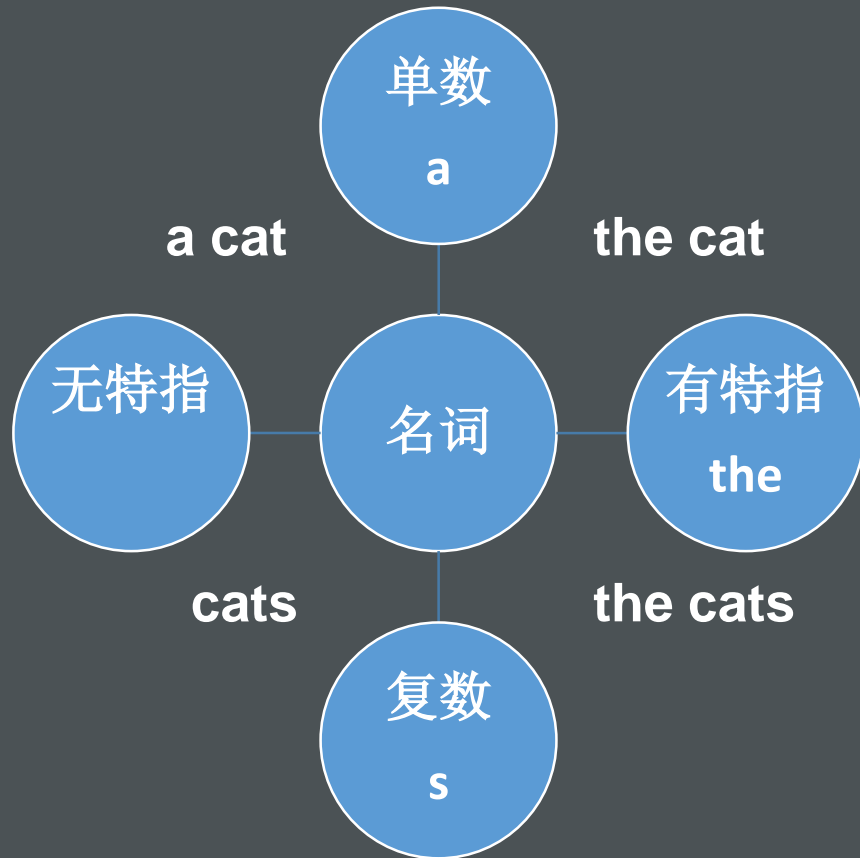 单数
a
a cat
the cat
无特指
名词
有特指
the
cats
the cats
复数
s